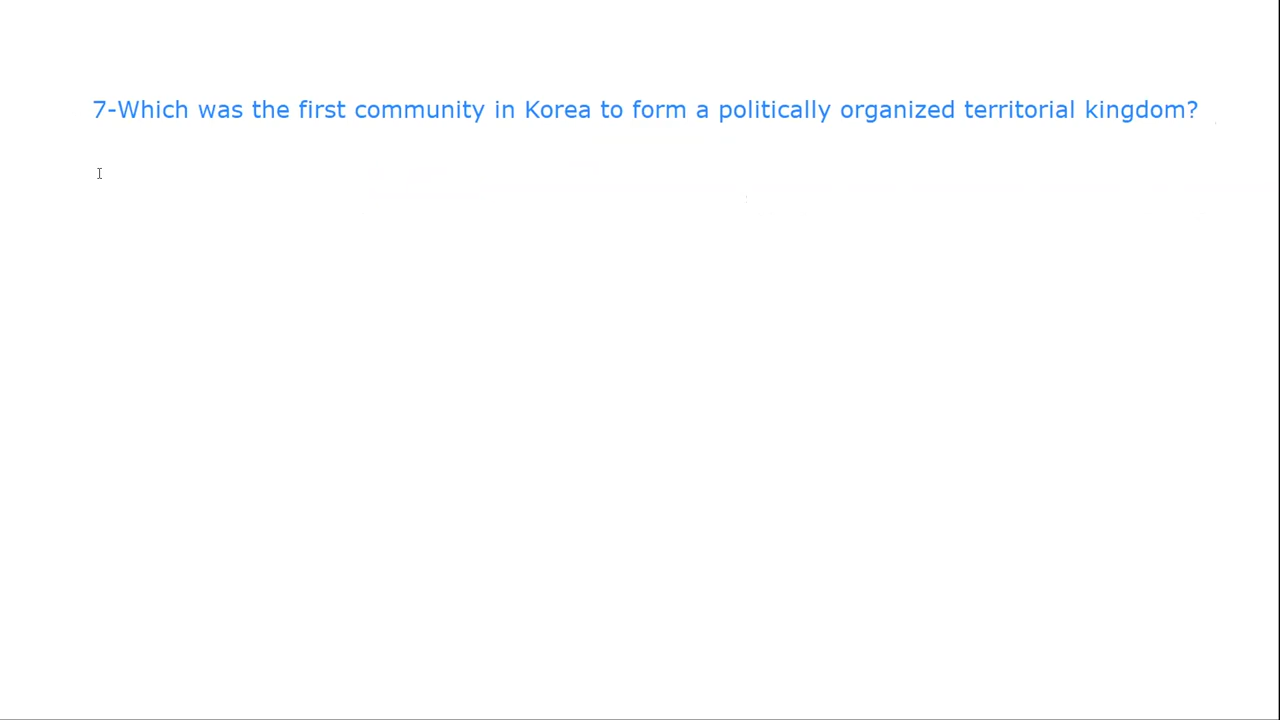 7-Which was the first community in Korea to form a politically organized territorial kingdom?